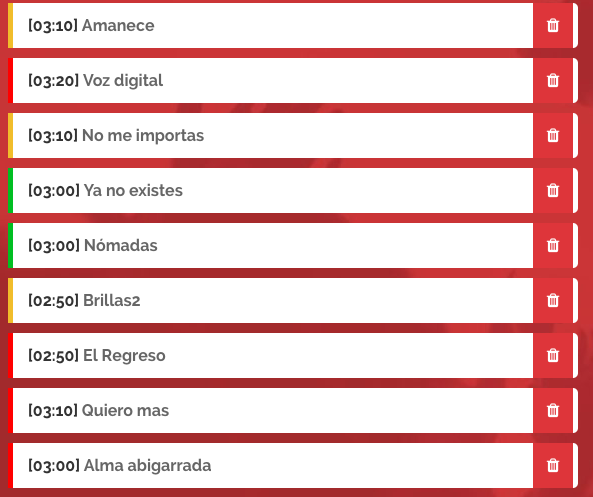 [03:10] Amanece
[03:20] Voz digital
[03:10] No me importas
[03:00] Ya no existes
[03:00] Nómadas
[02:50] Brillas2
[02:50] El Regreso
[03:10] Quiero mas
[03:00] Alma abigarrada